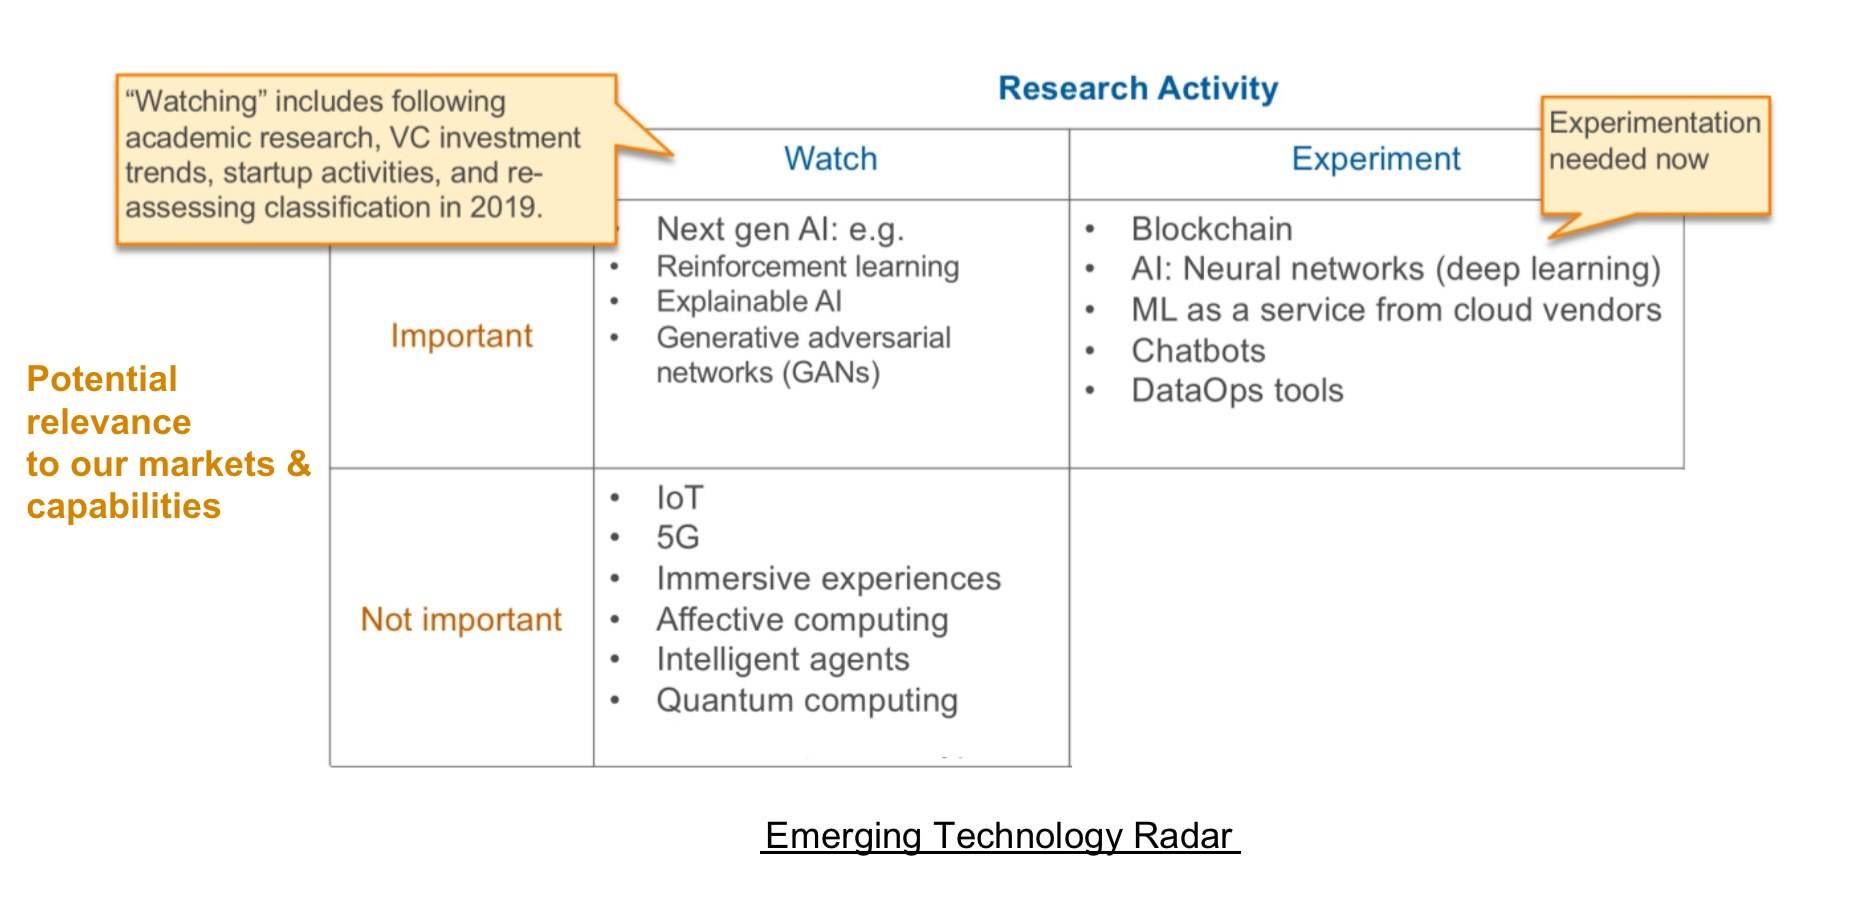 Research Activity
“Watching” includes following
academic research, VC investment
trends, startup activities, and re-
assessing classification in 2019.
Watch
Experiment
Experimentation
needed now
Potential
relevance
to our markets &
capabilities
Important
• Next gen AI: e.g.
• Reinforcement learning
• Explainable AI
• Generative adversarial
networks (GANs)
• Blockchain
• AI: Neural networks (deep learning)
• ML as a service from cloud vendors
• Chatbots
• DataOps tools
Not important
• IoT
• 5G
• Immersive experiences
• Affective computing
• Intelligent agents
• Quantum computing
Emerging Technology Radar